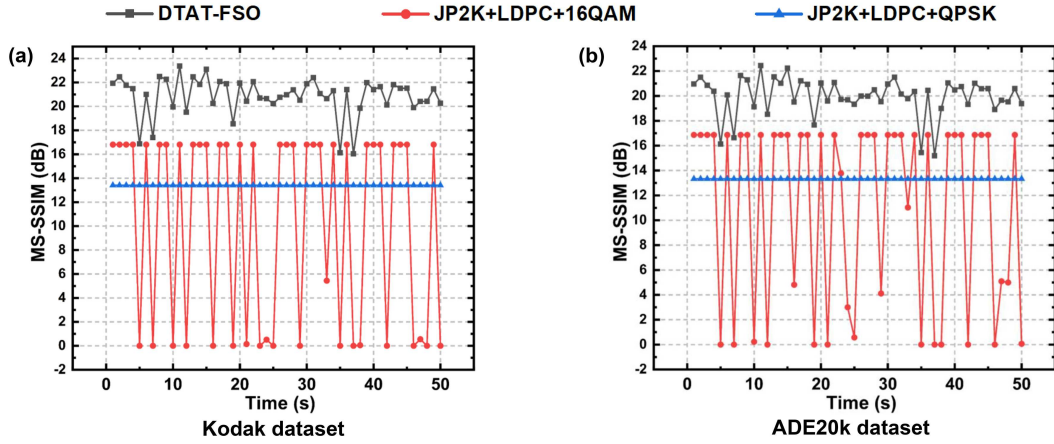 DTAT-FSO JP2K+LDPC+16QAM JP2K+LDPC+QPSK
(a)
MS-SSIM (dB)
24
22
20
18
16
14
12
10
8
6
4
2
0
-2
0 10 20 30 40 50
Time (s)
Kodak dataset
(b)
MS-SSIM (dB)
24
22
20
18
16
14
12
10
8
6
4
2
0
-2
0 10 20 30 40 50
Time (s)
ADE20k dataset